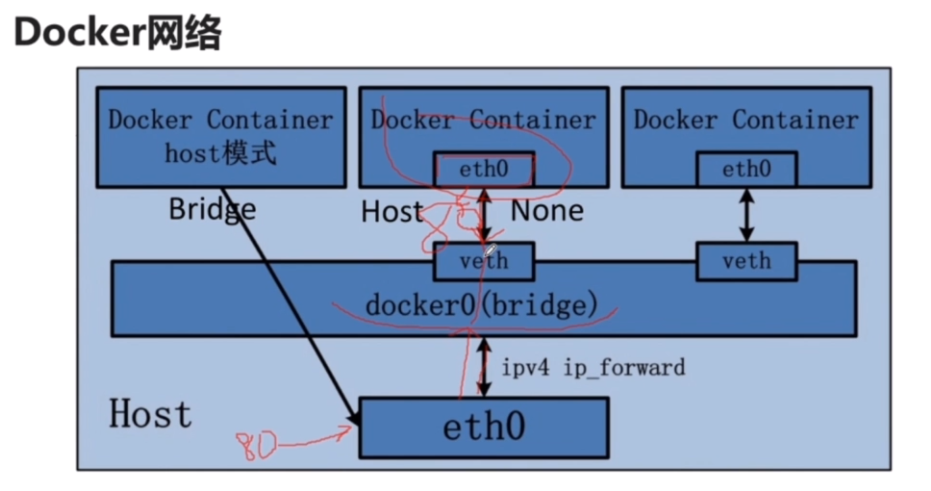 Docker网络
Docker Container
host模式
Docker Container
eth0
Docker Container
eth0
Bridge
Host
None
veth
veth
docker0(bridge)
ipv4 ip_forward
Host
eth0
80